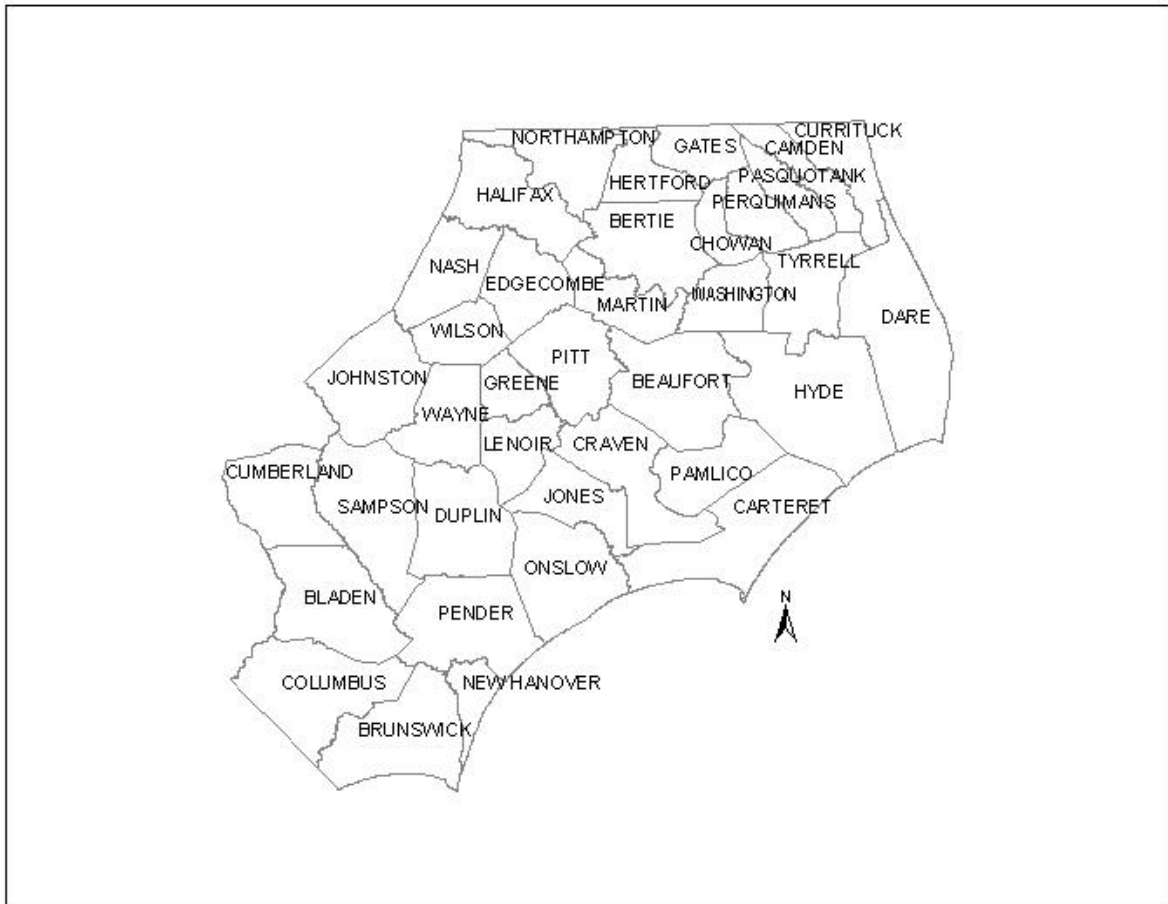 CURRITUCK
NORTHAMPTON
GATES
CAMDEN
PASQUOTANK
HERTFORD
HALIFAX
PERQUIMANS
BERTIE
CHOWAN
TYRRELL
NASH
EDGECOMBE
WASHINGTON
MARTIN
DARE
WILSON
PITT
JOHNSTON
GREENE
BEAUFORT
HYDE
WAYNE
LENOIR
CRAVEN
CUMBERLAND
PAMLICO
JONES
SAMPSON
DUPLIN
CARTERET
ONSLOW
BLADEN
N
PENDER
COLUMBUS
NEW HANOVER
BRUNSWICK